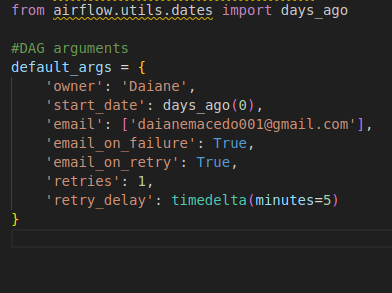 from airflow.utils.dates import days_ago
#DAG arguments
default_args = {
    'owner': 'Daiane',
    'start_date': days_ago(0),
    'email': ['daianemacedo001@gmail.com'],
    'email_on_failure': True,
    'email_on_retry': True,
    'retries': 1,
    'retry_delay': timedelta(minutes=5)
}